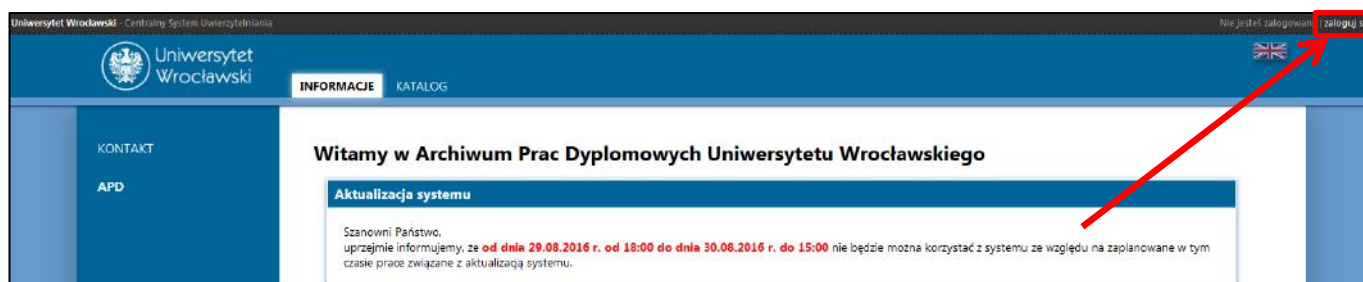 Uniwersytet Wrocławski - Centralny System Uwierzytelniania
Nie jesteś zalogowany | zaloguj s
Uniwersytet
Wrocławski
INFORMACJE KATALOG
KONTAKT
APD
Witamy w Archiwum Prac Dyplomowych Uniwersytetu Wrocławskiego
Aktualizacja systemu
Szanowni Państwo,
uprzejmie informujemy, że od dnia 29.08.2016 r. od 18:00 do dnia 30.08.2016 r. do 15:00 nie będzie można korzystać z systemu ze względu na zaplanowane w tym
czasie prace związane z aktualizacją systemu.